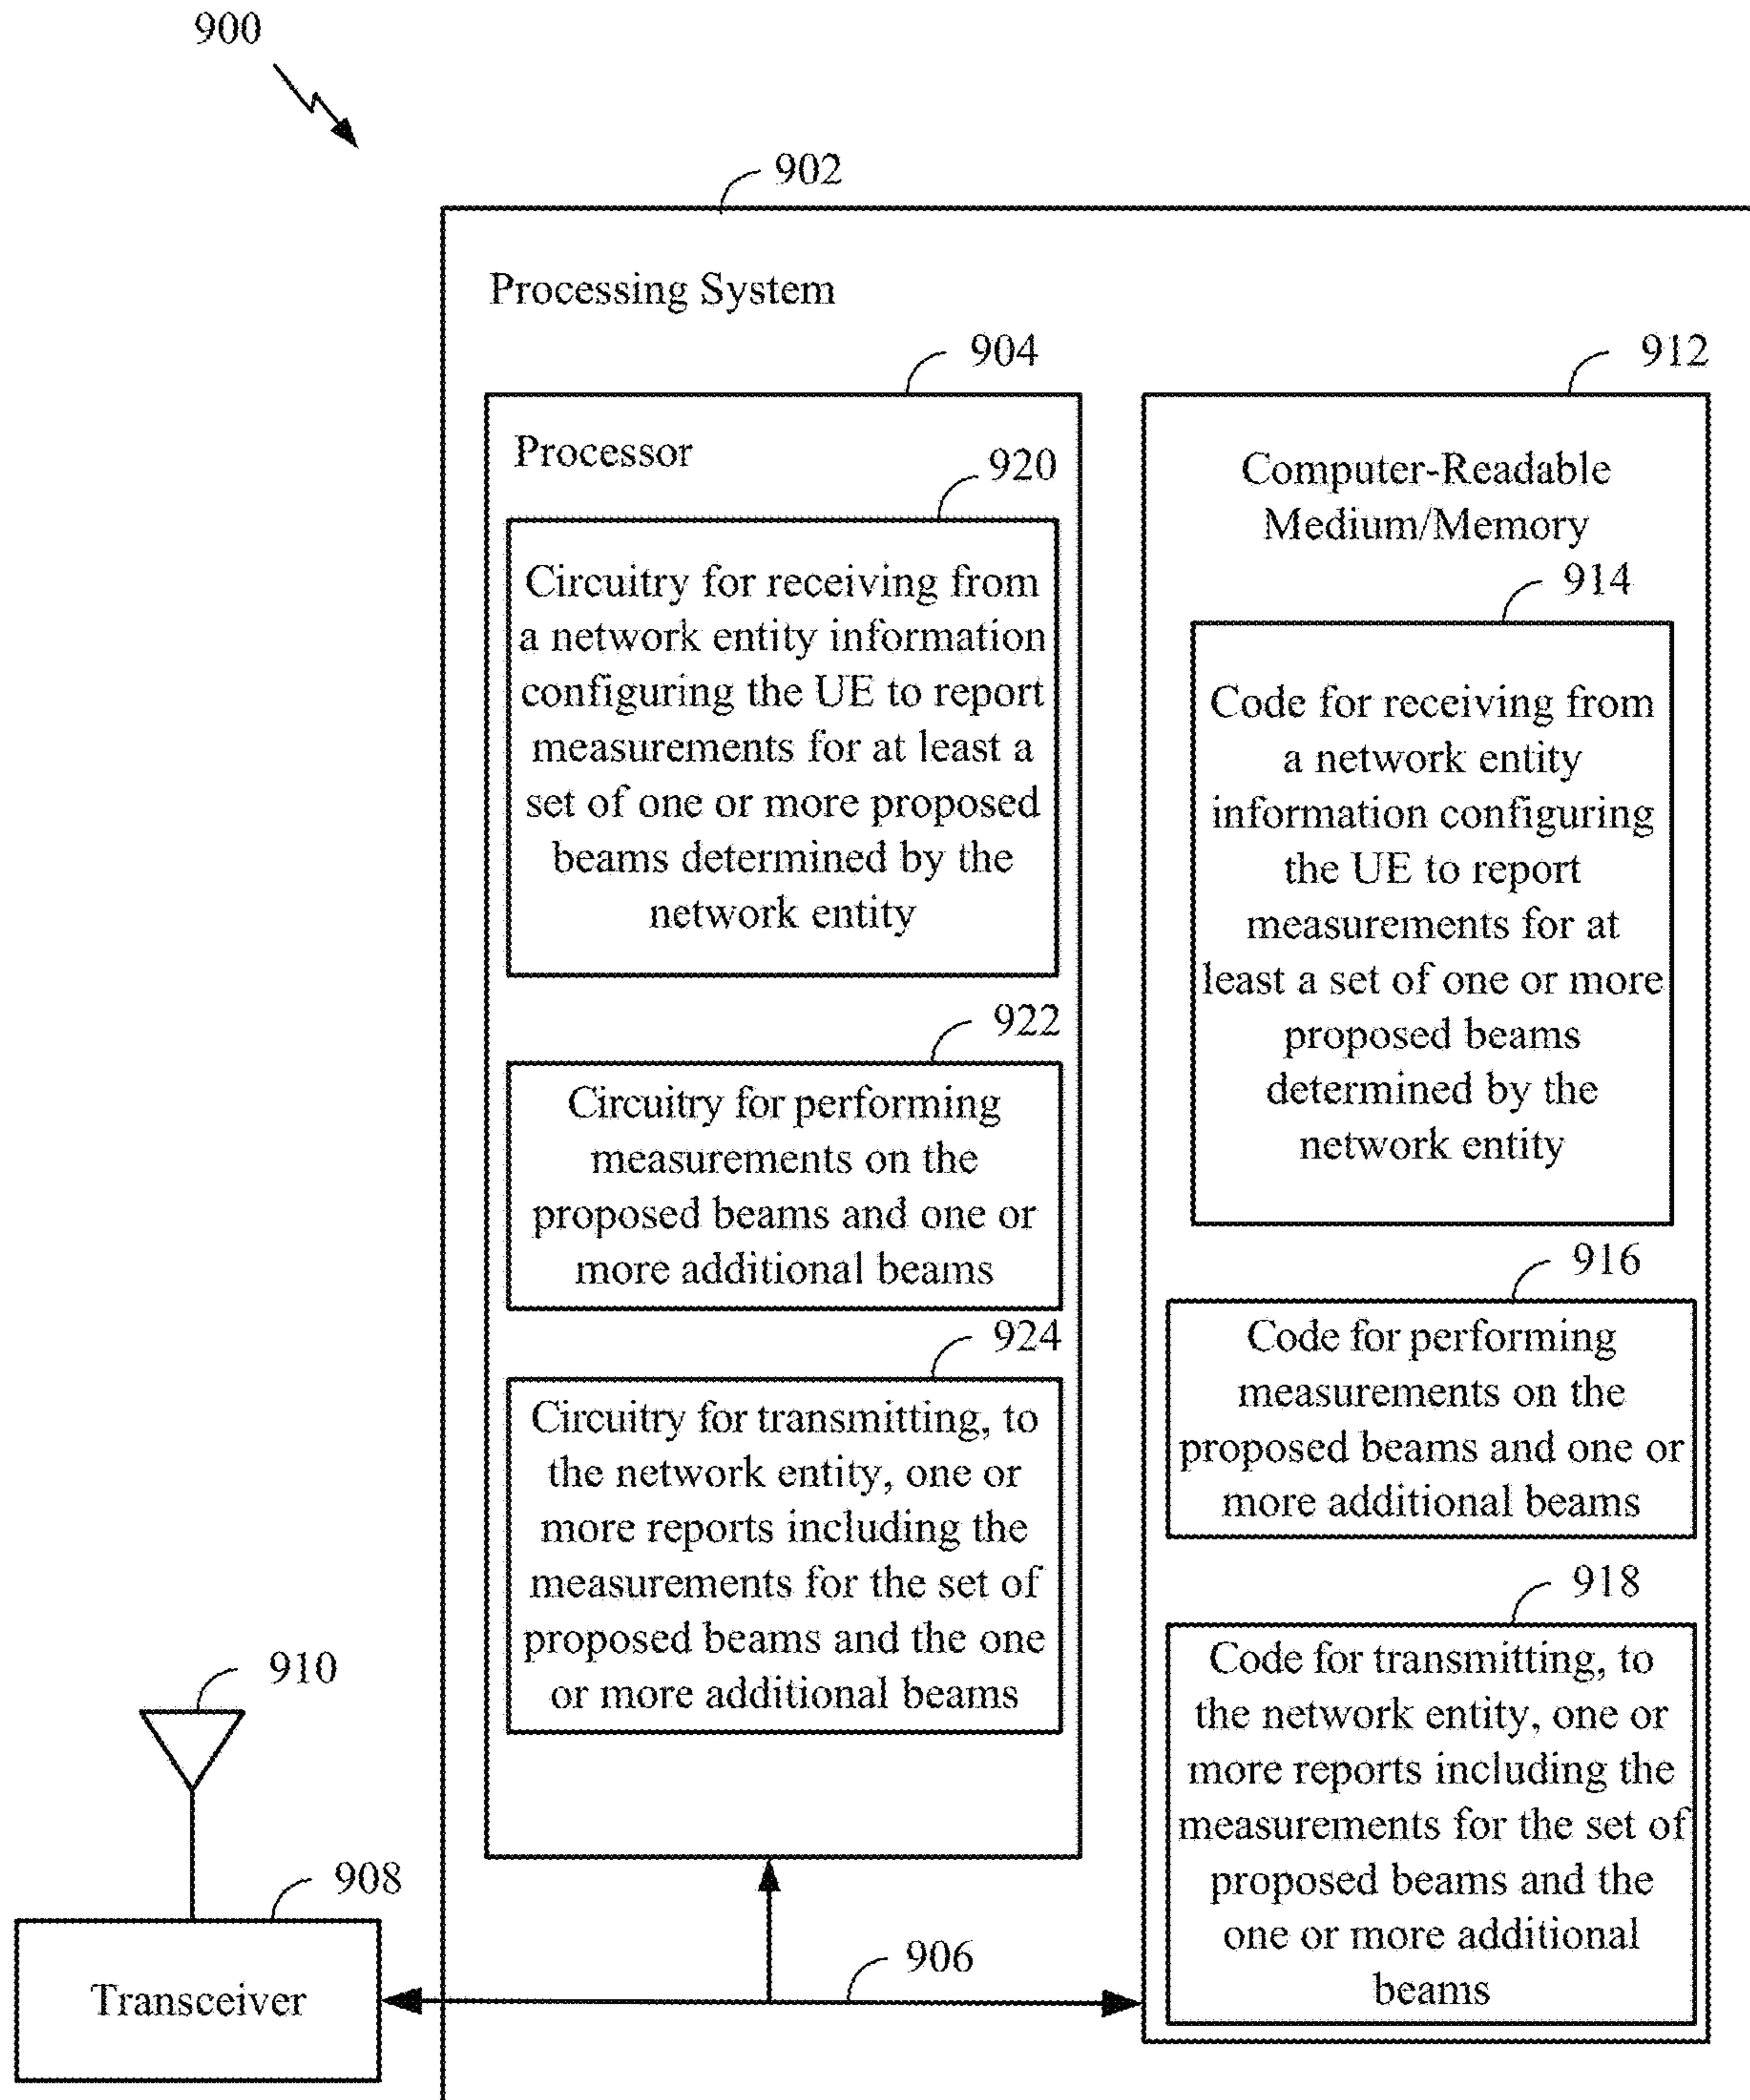 900
902
Processing System
904
Processor
920
Circuitry for receiving from
a network entity information
configuring the UE to report
measurements for at least a
set of one or more proposed
beams determined by the
network entity
922
Circuitry for performing
measurements on the
proposed beams and one or
more additional beams
924
Circuitry for transmitting, to
the network entity, one or
more reports including the
measurements for the set of
proposed beams and the one
or more additional beams
912
Computer-Readable
Medium/Memory
914
Code for receiving from
a network entity
information configuring
the UE to report
measurements for at
least a set of one or more
proposed beams
determined by the
network entity
916
Code for performing
measurements on the
proposed beams and one or
more additional beams
918
Code for transmitting, to
the network entity, one or
more reports including the
measurements for the set of
proposed beams and the
one or more additional
beams
910
908
Transceiver
906